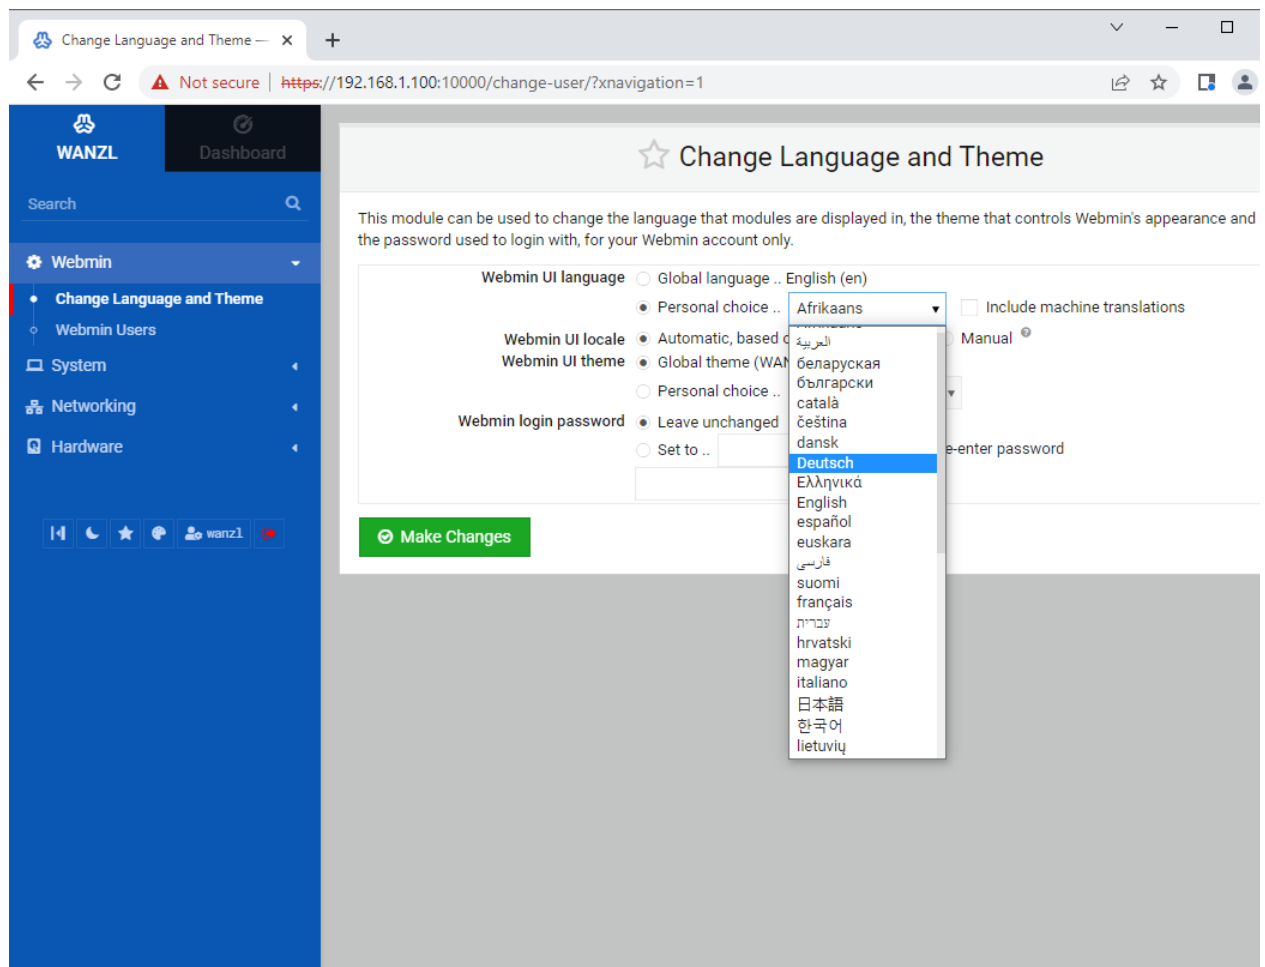 Change Language and Theme —
Not secure | https://192.168.1.100:10000/change-user/?xnavigation=1
WANZL
Dashboard
Search
Webmin
Change Language and Theme
Webmin Users
System
Networking
Hardware
wanzl
Change Language and Theme
This module can be used to change the language that modules are displayed in, the theme that controls Webmin's appearance and
the password used to login with, for your Webmin account only.
Webmin UI language Global language .. English (en)
Personal choice .. Afrikaans Include machine translations
Webmin UI locale Automatic, based Manual
Webmin UI theme Global theme
Personal choice ..
Webmin login password Leave unchanged
Set to .. password
Make Changes
العربية
беларуская
български
català
čeština
dansk
Deutsch
Ελληνικά
English
español
euskara
فارسی
suomi
français
עברית
hrvatski
magyar
italiano
日本語
한국어
lietuvių